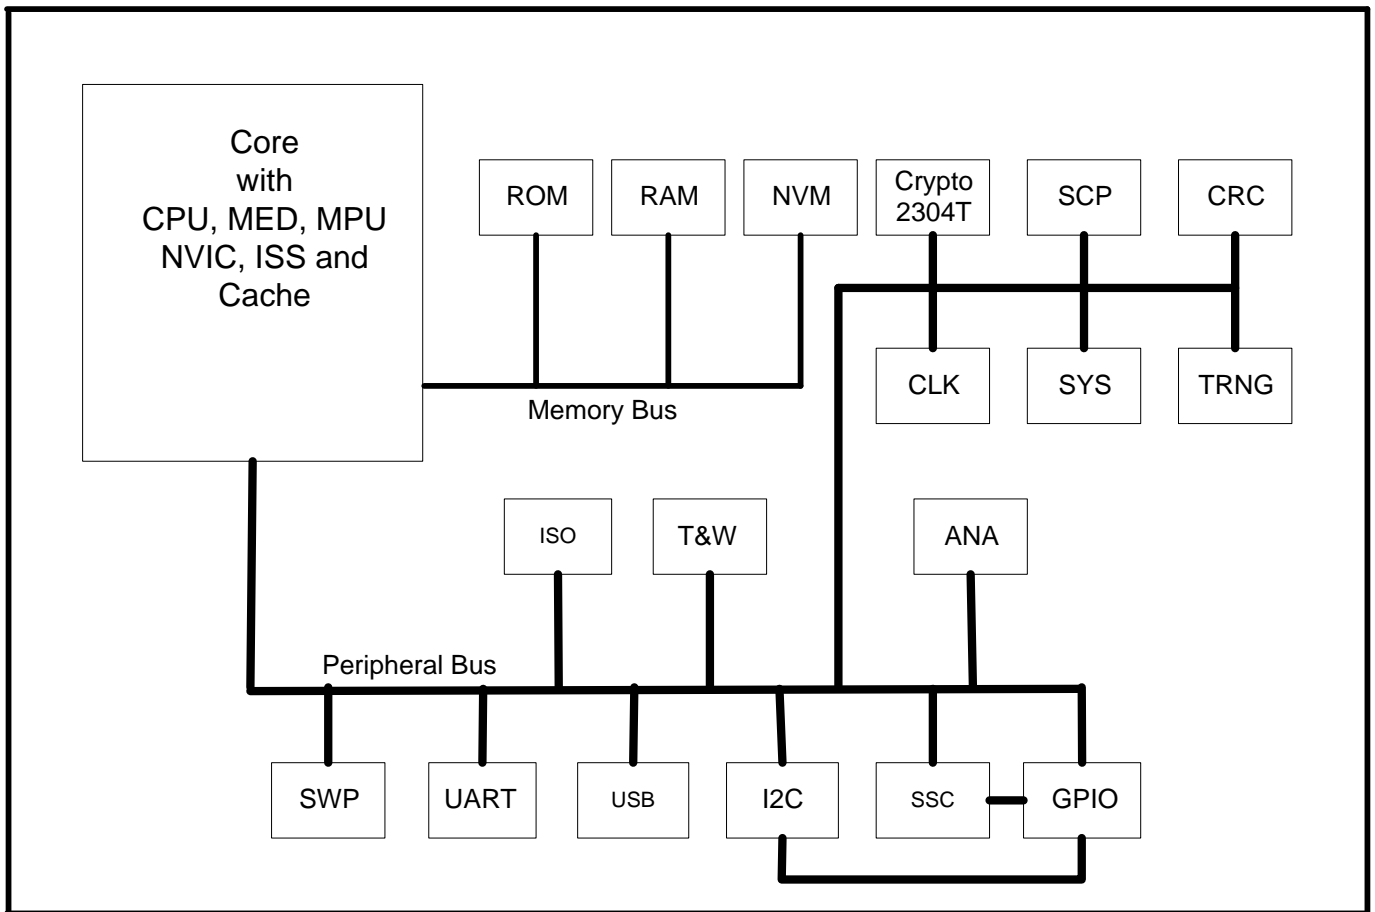 Core
with
CPU, MED, MPU
NVIC, ISS and
Cache
ROM
RAM
NVM
Crypto
2304T
SCP
CRC
CLK
SYS
TRNG
Memory Bus
ISO
T&W
ANA
Peripheral Bus
SWP
UART
USB
I2C
SSC
GPIO